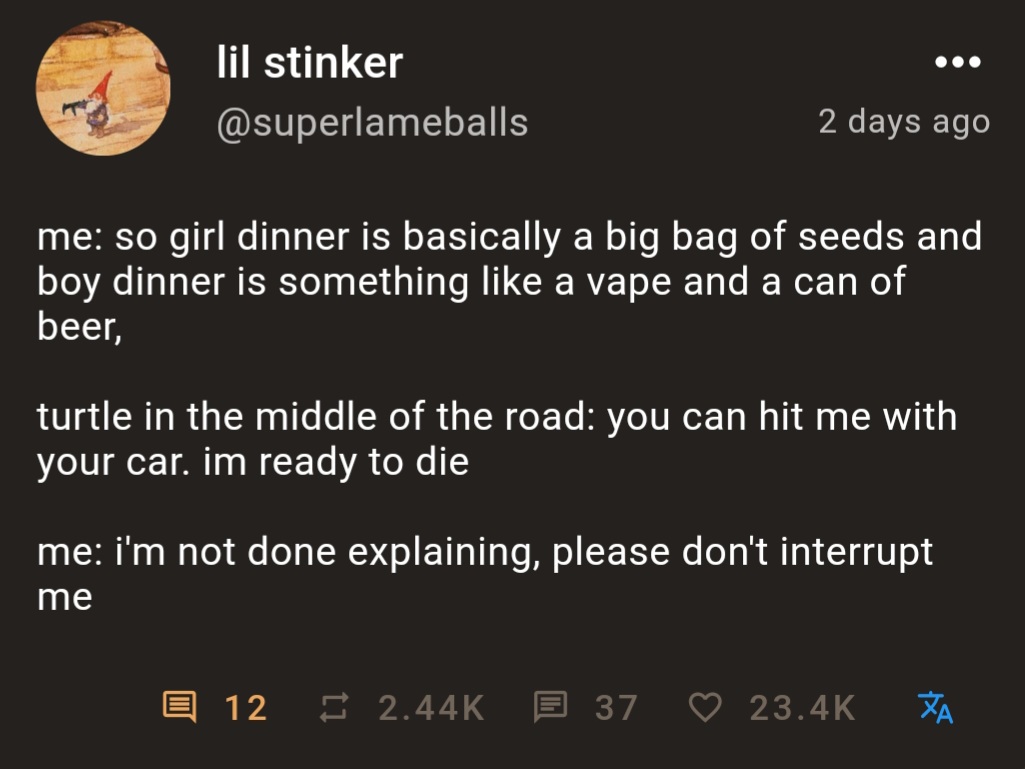 lil stinker
@superlameballs
2 days ago
me: so girl dinner is basically a big bag of seeds and
boy dinner is something like a vape and a can of
beer,
turtle in the middle of the road: you can hit me with
your car. im ready to die
me: i'm not done explaining, please don't interrupt
me
12 2.44K 37 23.4K